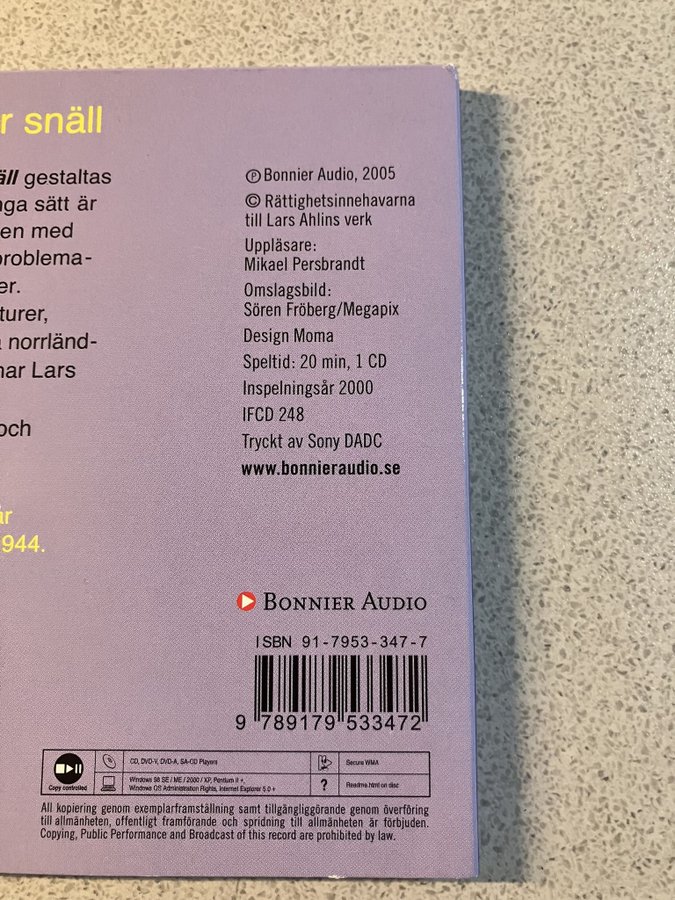 r snäll
äll gestaltas
nga sätt är
en med
problema-
er.
turer,
a norrländ-
nar Lars
och
år
944.
Ⓟ Bonnier Audio, 2005
© Rättighetsinnehavarna
till Lars Ahlins verk
Uppläsare:
Mikael Persbrandt
Omslagsbild:
Sören Fröberg/Megapix
Design Moma
Speltid: 20 min, 1 CD
Inspelningsår 2000
IFCD 248
Tryckt av Sony DADC
www.bonnieraudio.se
BONNIER AUDIO
ISBN 91-7953-347-7
9 789179 533472
Copy controlled
CD, DVD-V, DVD-A, SA-CD Players
Windows 98 SE / ME / 2000 / XP, Pentium II +,
Windows OS Administration Rights, Internet Explorer 5.0 +
Secure WMA
? Readme.html on disc
All kopiering genom exemplarframställning samt tillgängliggörande genom överföring
till allmänheten, offentligt framförande och spridning till allmänheten är förbjuden.
Copying, Public Performance and Broadcast of this record are prohibited by law.